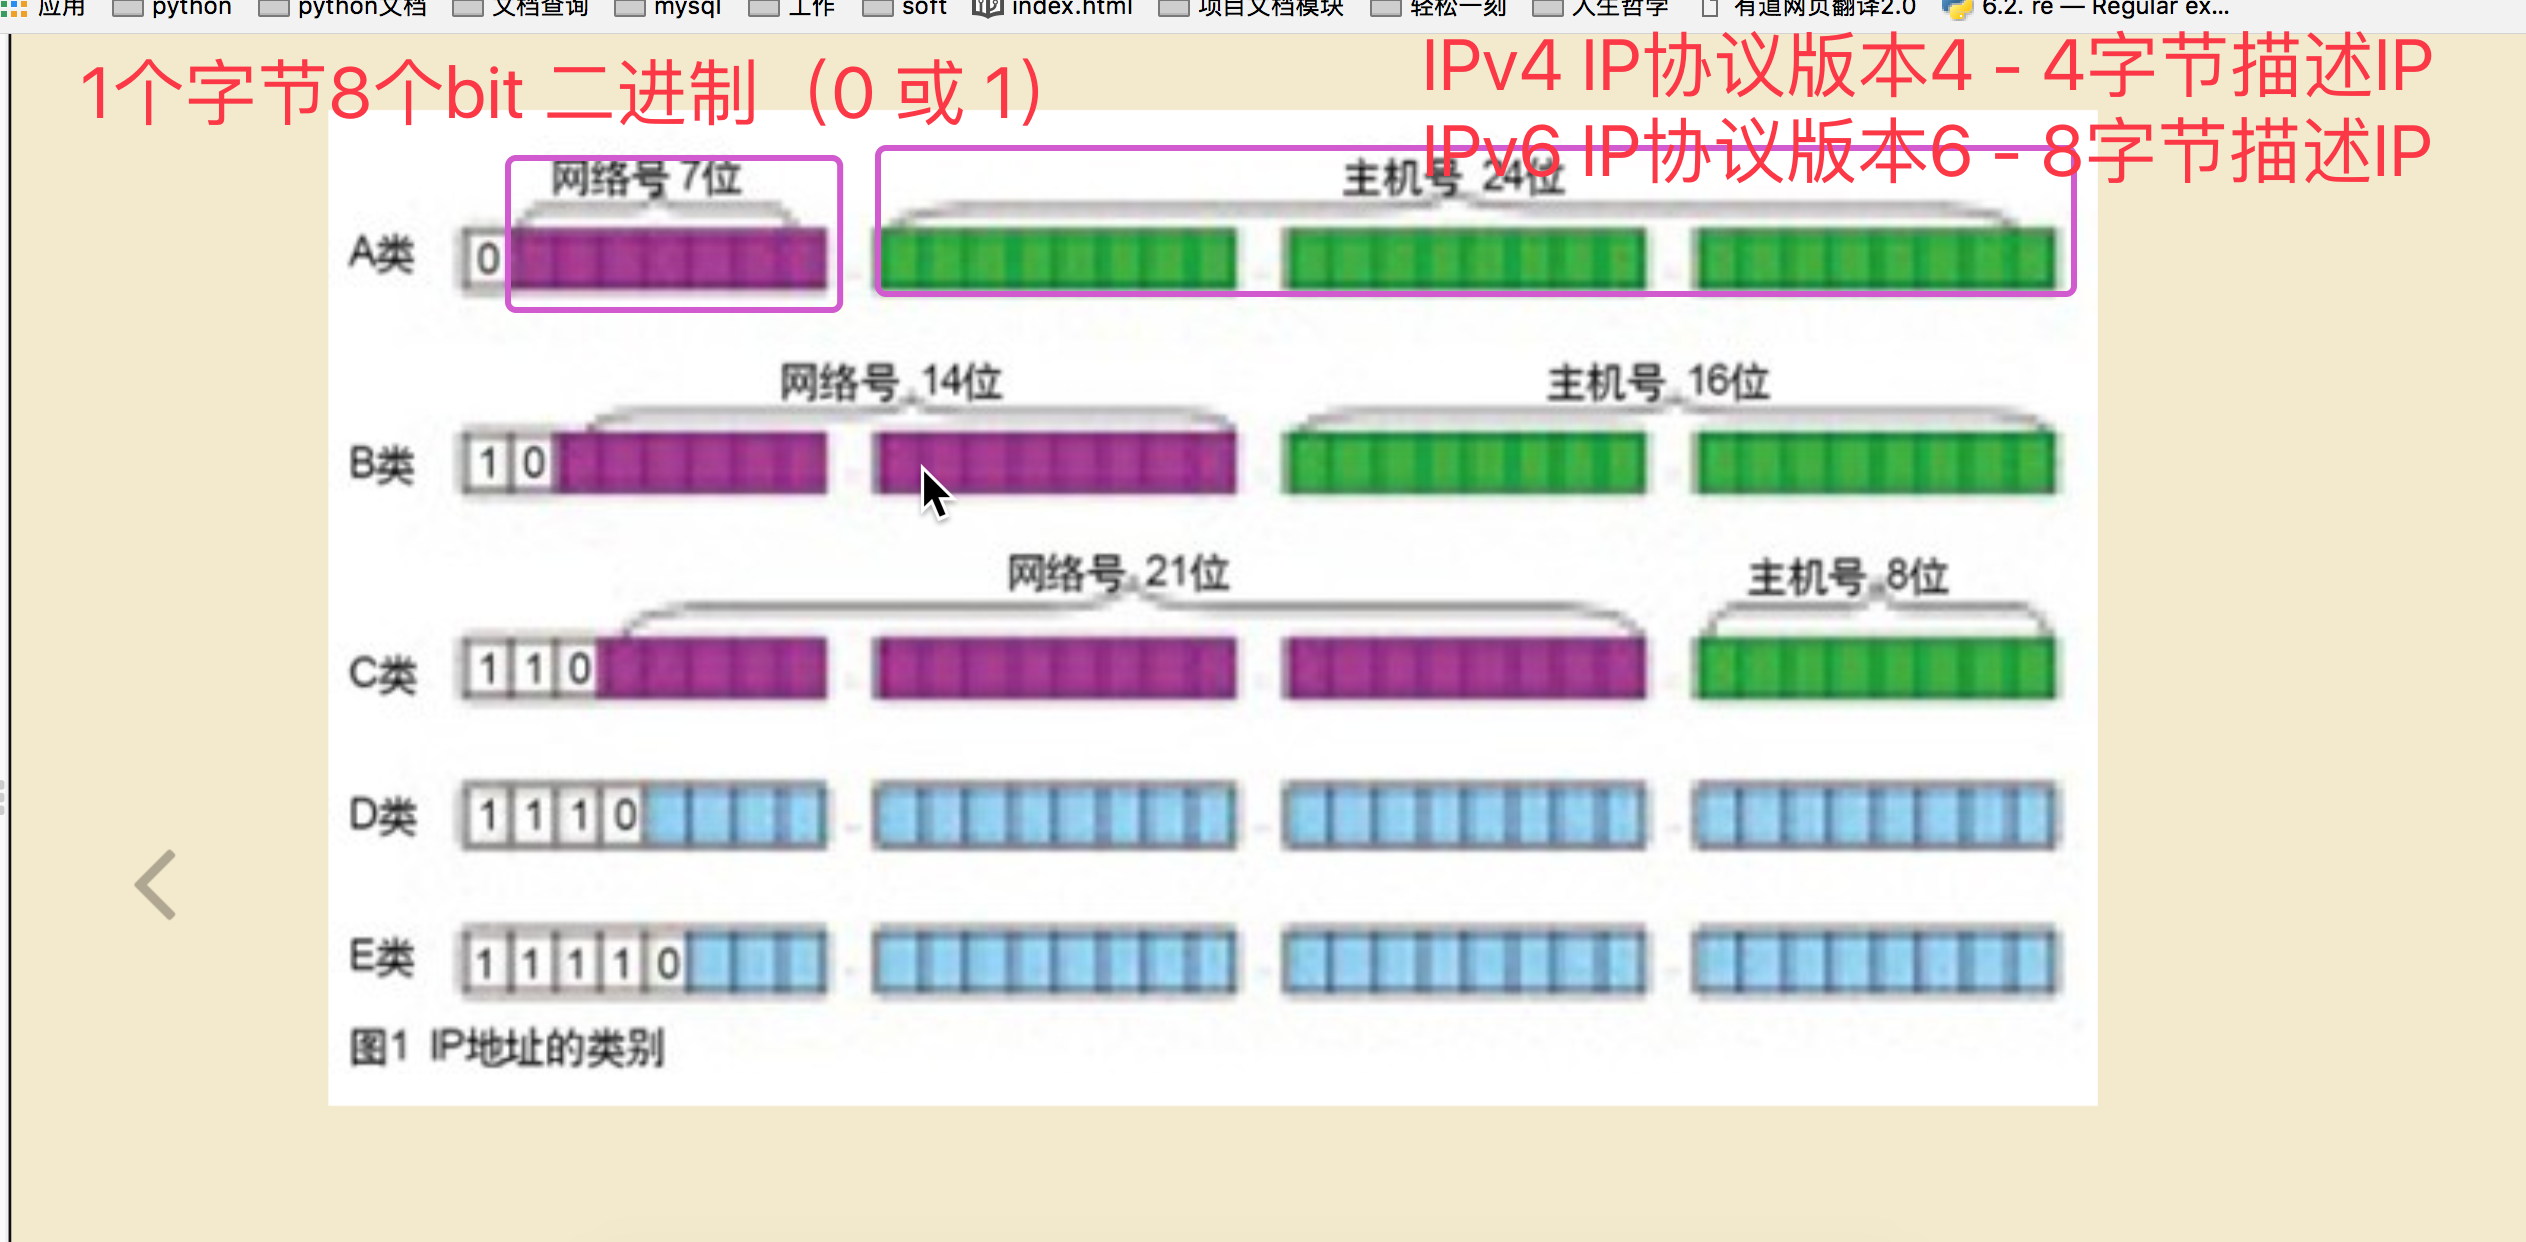 应用 python python文档 文档查询 mysql 工作 soft index.html 项目文档模块 轻松一刻 人生哲学 有道网页翻译2.0 6.2. re — Regular ex...
1个字节8个bit 二进制（0 或 1）
IPv4 IP协议版本4 - 4字节描述IP
IPv6 IP协议版本6 - 8字节描述IP
网络号 7位 主机号 24位
A类 0
网络号 14位 主机号 16位
B类 1 0
网络号 21位 主机号 8位
C类 1 1 0
D类 1 1 1 0
E类 1 1 1 1 0
图1 IP地址的类别